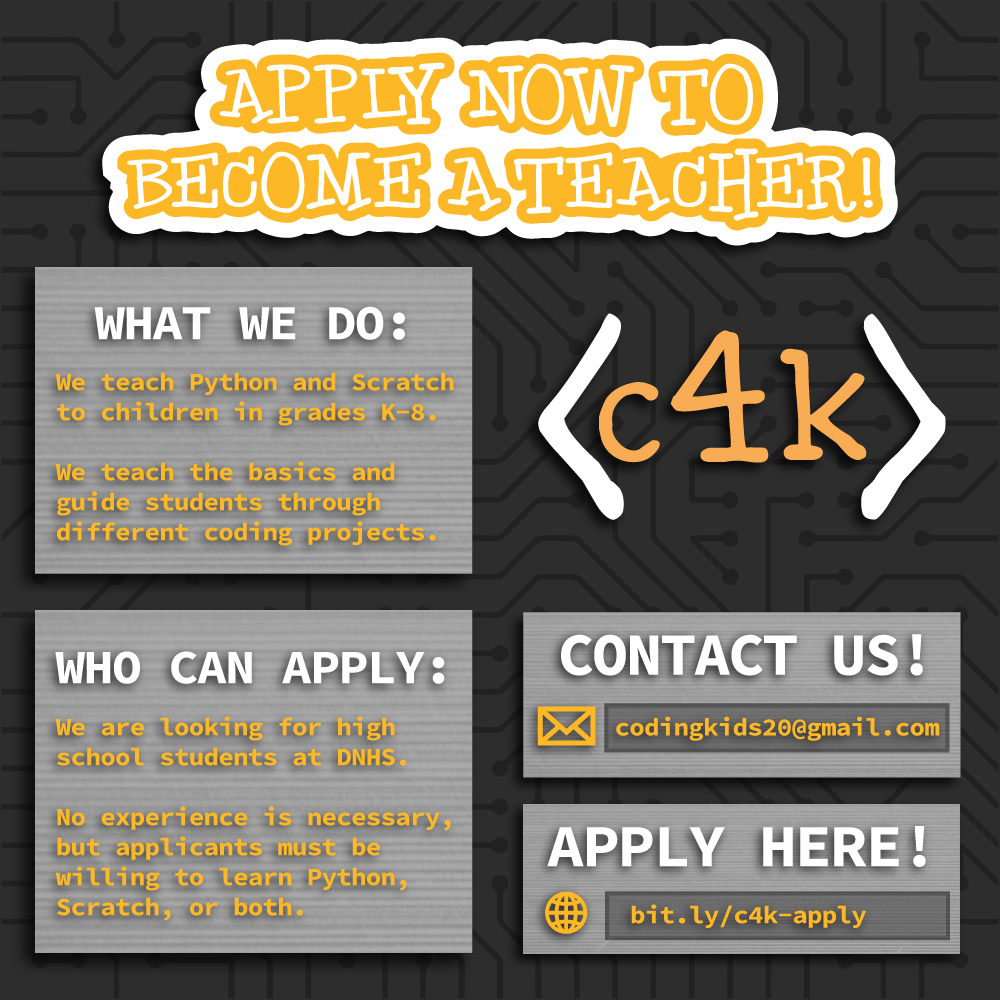 APPLY NOW TO
BECOME A TEACHER!
WHAT WE DO:
We teach Python and Scratch
to children in grades K-8.
We teach the basics and
guide students through
different coding projects.
<c4k>
WHO CAN APPLY:
We are looking for high
school students at DNHS.
No experience is necessary,
but applicants must be
willing to learn Python,
Scratch, or both.
CONTACT US!
codingkids20@gmail.com
APPLY HERE!
bit.ly/c4k-apply